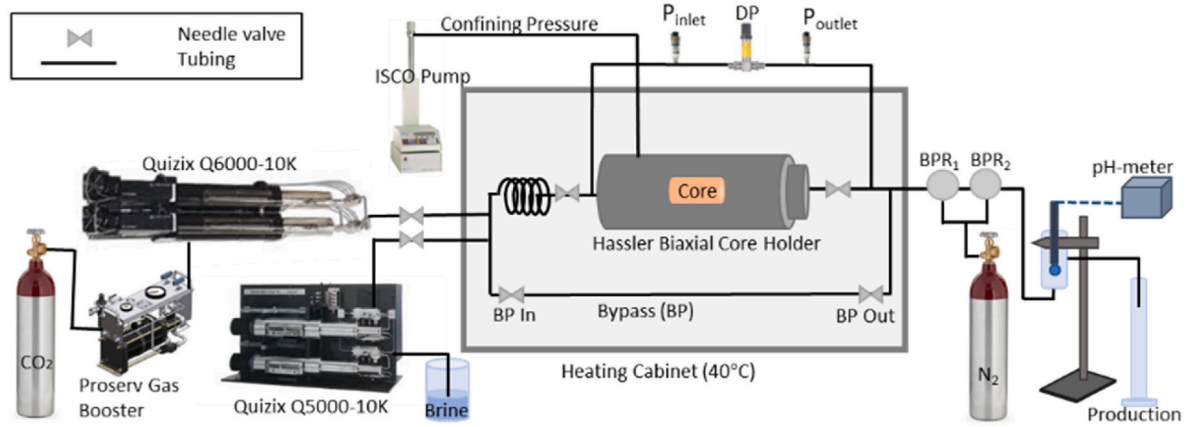 Needle valve
Tubing
Confining Pressure
ISCO Pump
P inlet
DP
P outlet
Quizix Q6000-10K
BPR1
BPR2
pH-meter
Core
Hassler Biaxial Core Holder
BP In
Bypass (BP)
BP Out
CO2
Proserv Gas
Booster
Quizix Q5000-10K
Brine
Heating Cabinet (40°C)
N2
Production